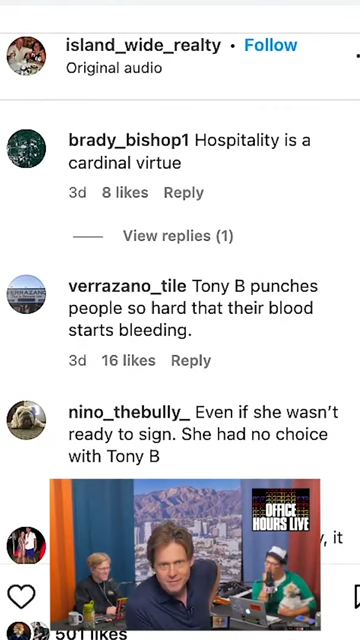 island_wide_realty • Follow
Original audio
brady_bishop1 Hospitality is a
cardinal virtue
3d 8 likes Reply
View replies (1)
verrazano_tile Tony B punches
people so hard that their blood
starts bleeding.
3d 16 likes Reply
nino_thebully_ Even if she wasn't
ready to sign. She had no choice
with Tony B
OFFICE
HOURS LIVE
, it
501 likes